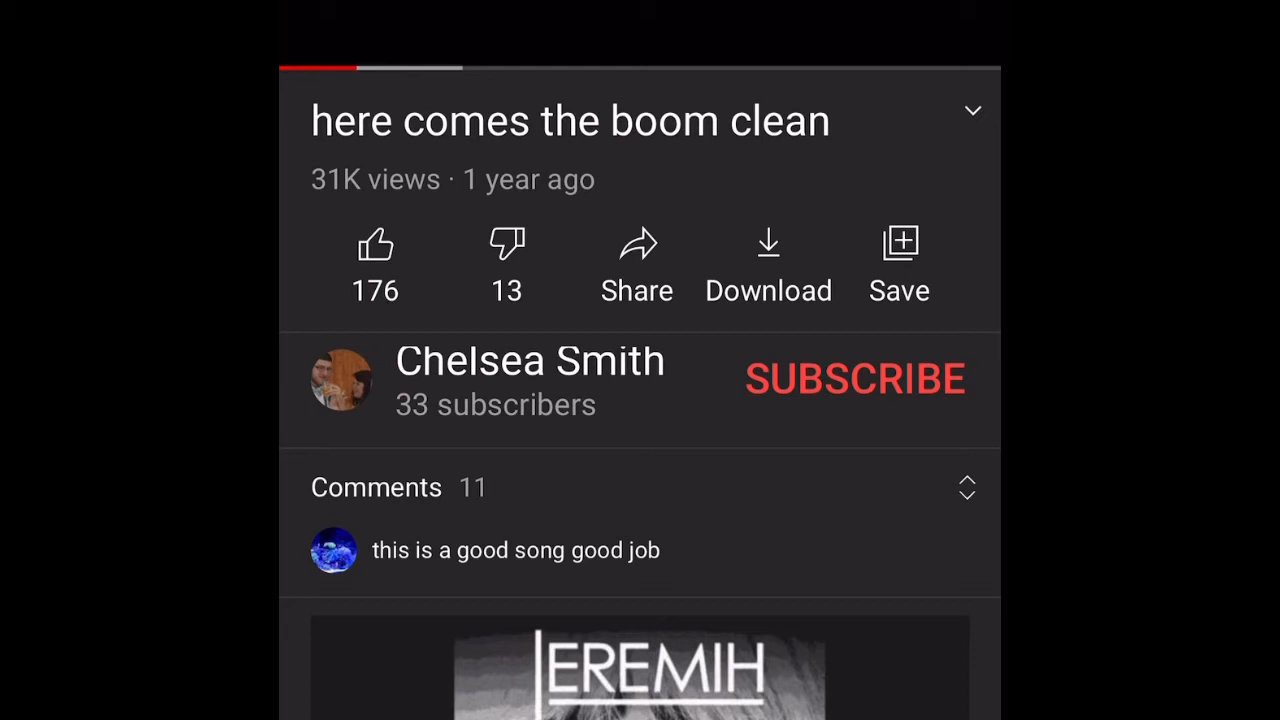 here comes the boom clean
31K views · 1 year ago
176 13 Share Download Save
Chelsea Smith
SUBSCRIBE
33 subscribers
Comments 11
this is a good song good job
JEREMIH